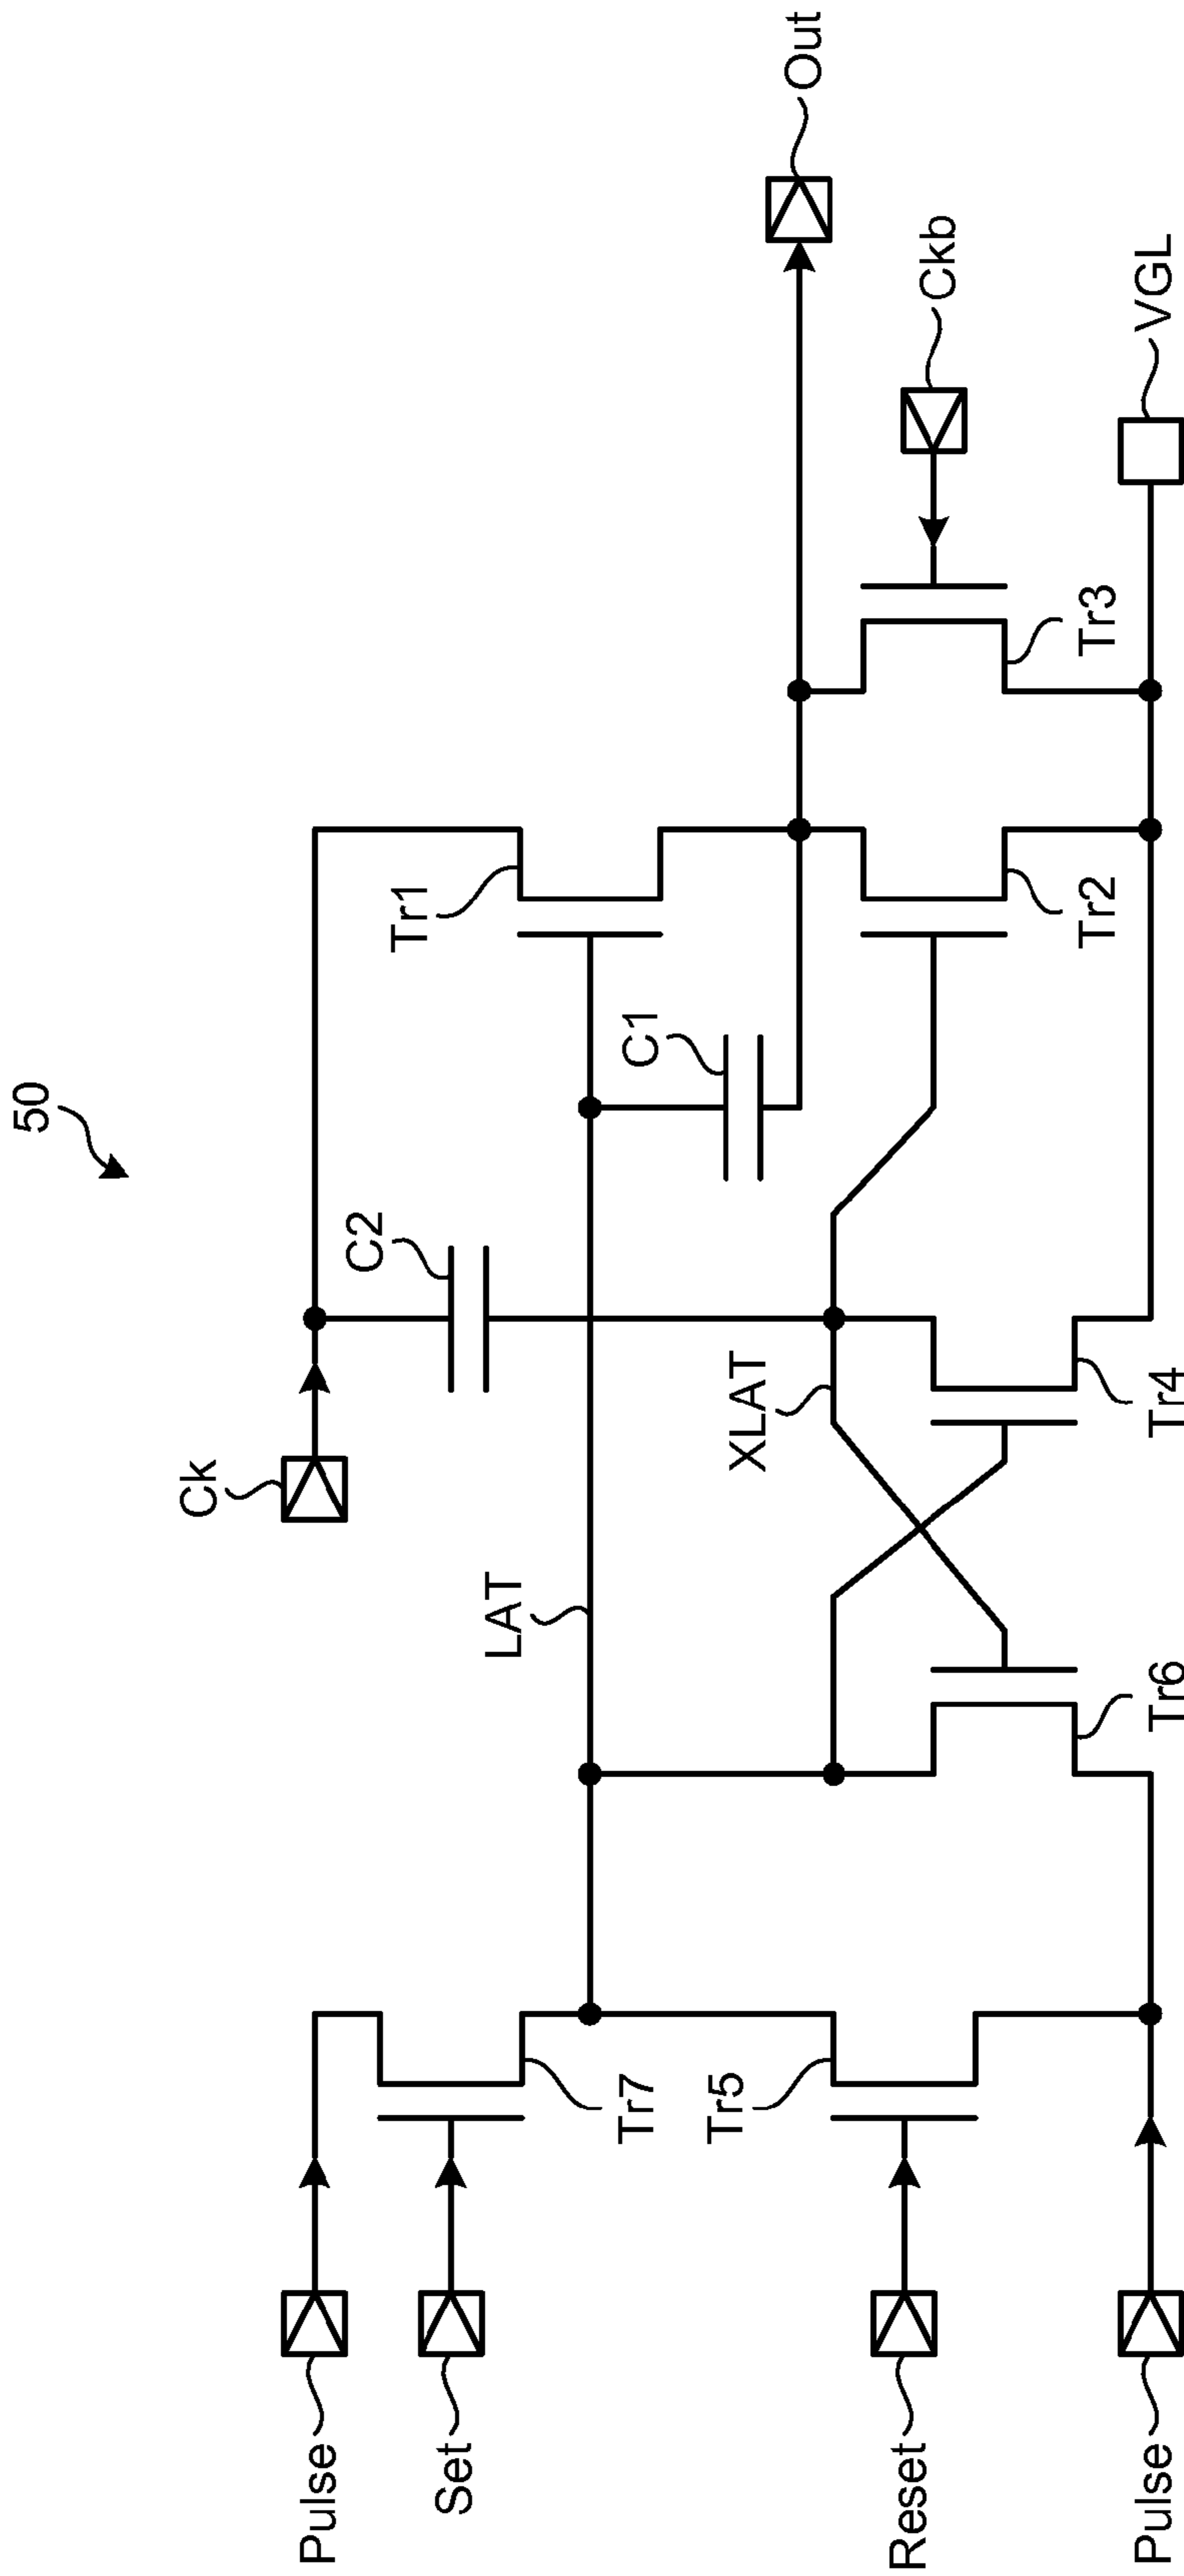 50
Ck
C2
Tr1
Out
LAT
C1
Ckb
XLAT
Tr2
Tr3
VGL
Tr4
Tr6
Pulse
Set
Tr7
Tr5
Reset
Pulse